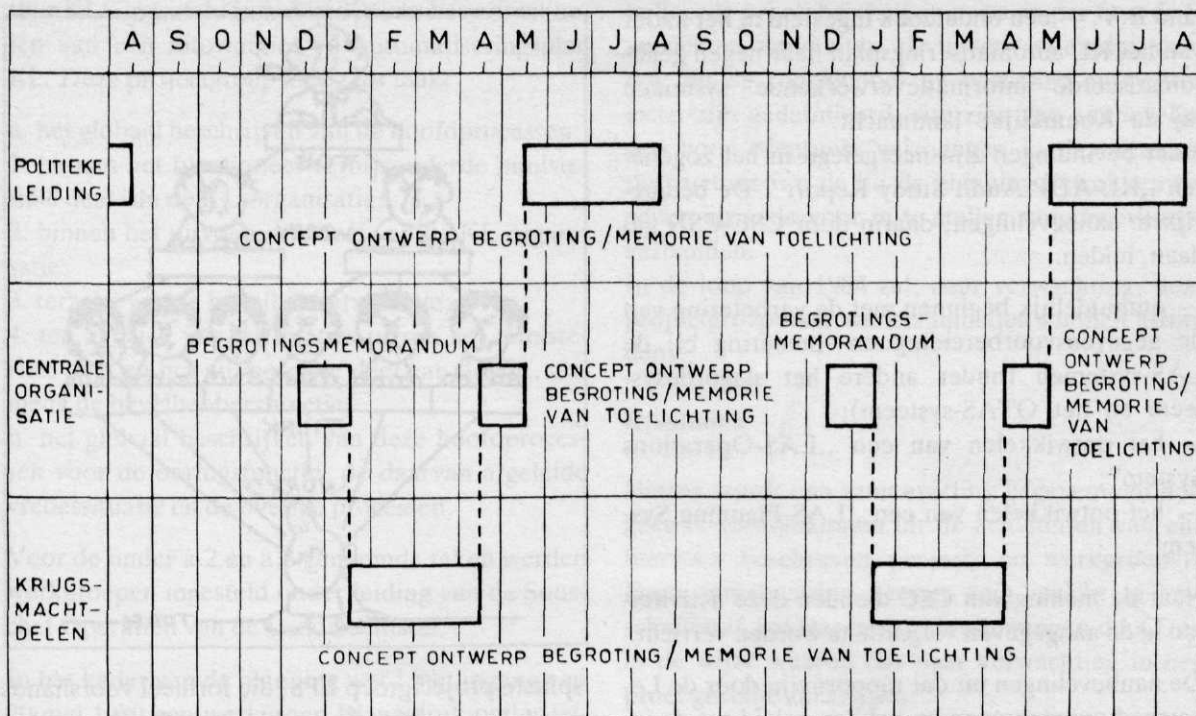 A S O N D J F M A M J J A S O N D J F M A M J J A
POLITIEKE
LEIDING
CONCEPT ONTWERP BEGROTING/MEMORIE VAN TOELICHTING
BEGROTINGSMEMORANDUM
BEGROTINGS-
MEMORANDUM
CENTRALE
ORGANI-
SATIE
CONCEPT ONTWERP
BEGROTING/MEMORIE
VAN TOELICHTING
CONCEPT
ONTWERP
BEGROTING/
MEMORIE
VAN
TOELICHTING
KRIJGS-
MACHT-
DELEN
CONCEPT ONTWERP BEGROTING/MEMORIE VAN TOELICHTING